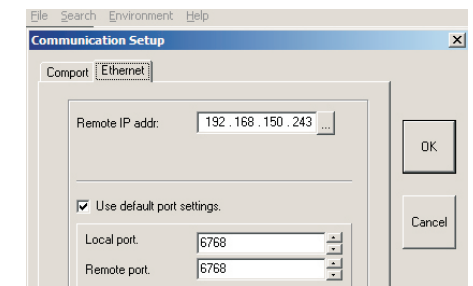 File Search Environment Help
Communication Setup
Comport Ethernet
Remote IP addr: 192 . 168 . 150 . 243 ...
OK
Use default port settings.
Cancel
Local port. 6768
Remote port. 6768